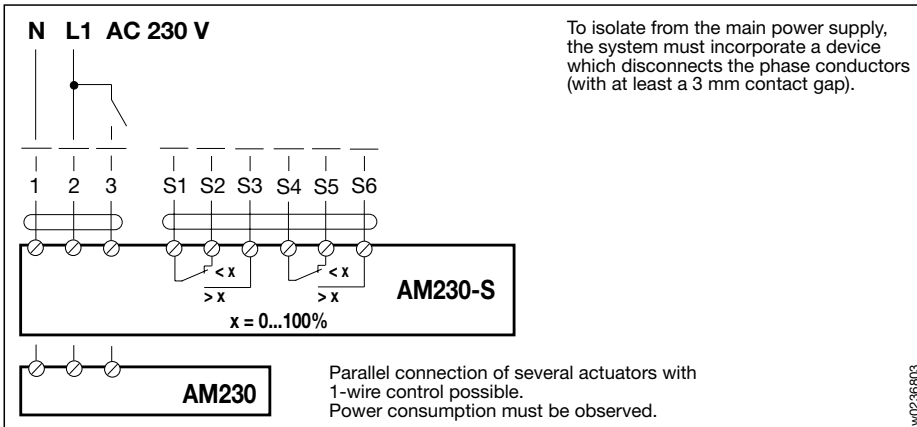 N L1 AC 230 V
To isolate from the main power supply,
the system must incorporate a device
which disconnects the phase conductors
(with at least a 3 mm contact gap).
1 2 3 S1 S2 S3 S4 S5 S6
< x < x
> x > x
AM230-S
x = 0...100%
AM230
Parallel connection of several actuators with
1-wire control possible.
Power consumption must be observed.
w0236803